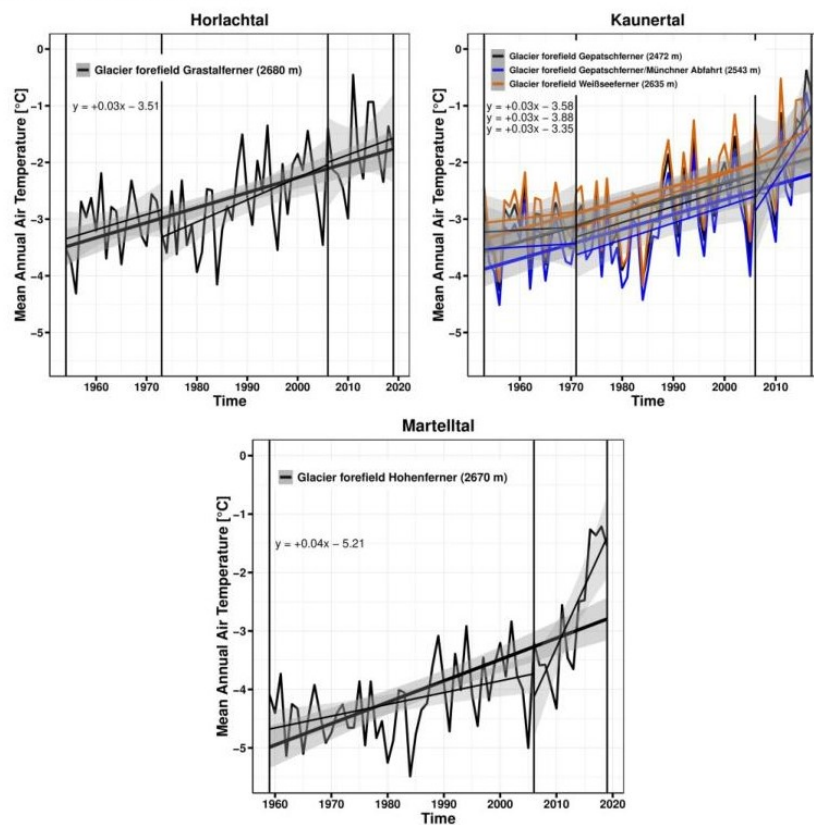 Horlachtal
Glacier forefield Grastalferner (2680 m)
y = +0.03x − 3.51
Mean Annual Air Temperature [°C]
0
−1
−2
−3
−4
−5
1960 1970 1980 1990 2000 2010 2020
Time
Kaunertal
Glacier forefield Gepatschferner (2472 m)
Glacier forefield Gepatschferner/Münchner Abfahrt (2543 m)
Glacier forefield Weißseeferner (2635 m)
y = +0.03x − 3.58
y = +0.03x − 3.88
y = +0.03x − 3.35
Mean Annual Air Temperature [°C]
0
−1
−2
−3
−4
−5
1960 1970 1980 1990 2000 2010
Time
Martelltal
Glacier forefield Hohenferner (2670 m)
y = +0.04x − 5.21
Mean Annual Air Temperature [°C]
0
−1
−2
−3
−4
−5
1960 1970 1980 1990 2000 2010 2020
Time